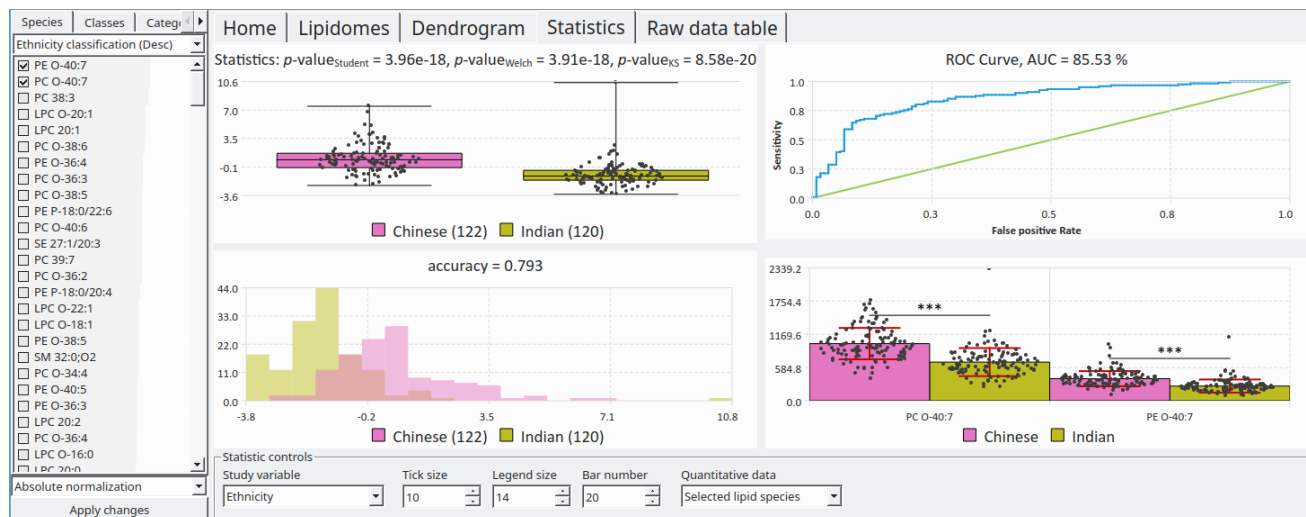 Species Classes Catego
Home Lipidomes Dendrogram Statistics Raw data table
Ethnicity classification (Desc)
PE O-40:7
PC O-40:7
PC 38:3
LPC O-20:1
LPC 20:1
PC O-38:6
PE O-36:4
PC O-36:3
PC O-38:5
PE P-18:0/22:6
PC O-40:6
SE 27:1/20:3
PC 39:7
PC O-36:2
PE P-18:0/20:4
LPC O-22:1
LPC O-18:1
PE O-38:5
SM 32:0;O2
PC O-34:4
PE O-40:5
PE O-36:3
LPC 20:2
PC O-36:4
LPC O-16:0
LPC 20:0
Absolute normalization
Apply changes
Statistics: p-valueStudent = 3.96e-18, p-valueWelch = 3.91e-18, p-valueKS = 8.58e-20
10.6
7.0
3.5
-0.1
-3.6
Chinese (122) Indian (120)
ROC Curve, AUC = 85.53 %
Sensitivity
1.0
0.8
0.5
0.3
0.0
0.0 0.3 0.5 0.8 1.0
False positive Rate
accuracy = 0.793
44.0
33.0
22.0
11.0
0.0
-3.8 -0.2 3.5 7.1 10.8
Chinese (122) Indian (120)
2339.2
1754.4
1169.6
584.8
0.0
***
***
PC O-40:7 PE O-40:7
Chinese Indian
Statistic controls
Study variable Tick size Legend size Bar number Quantitative data
Ethnicity 10 14 20 Selected lipid species